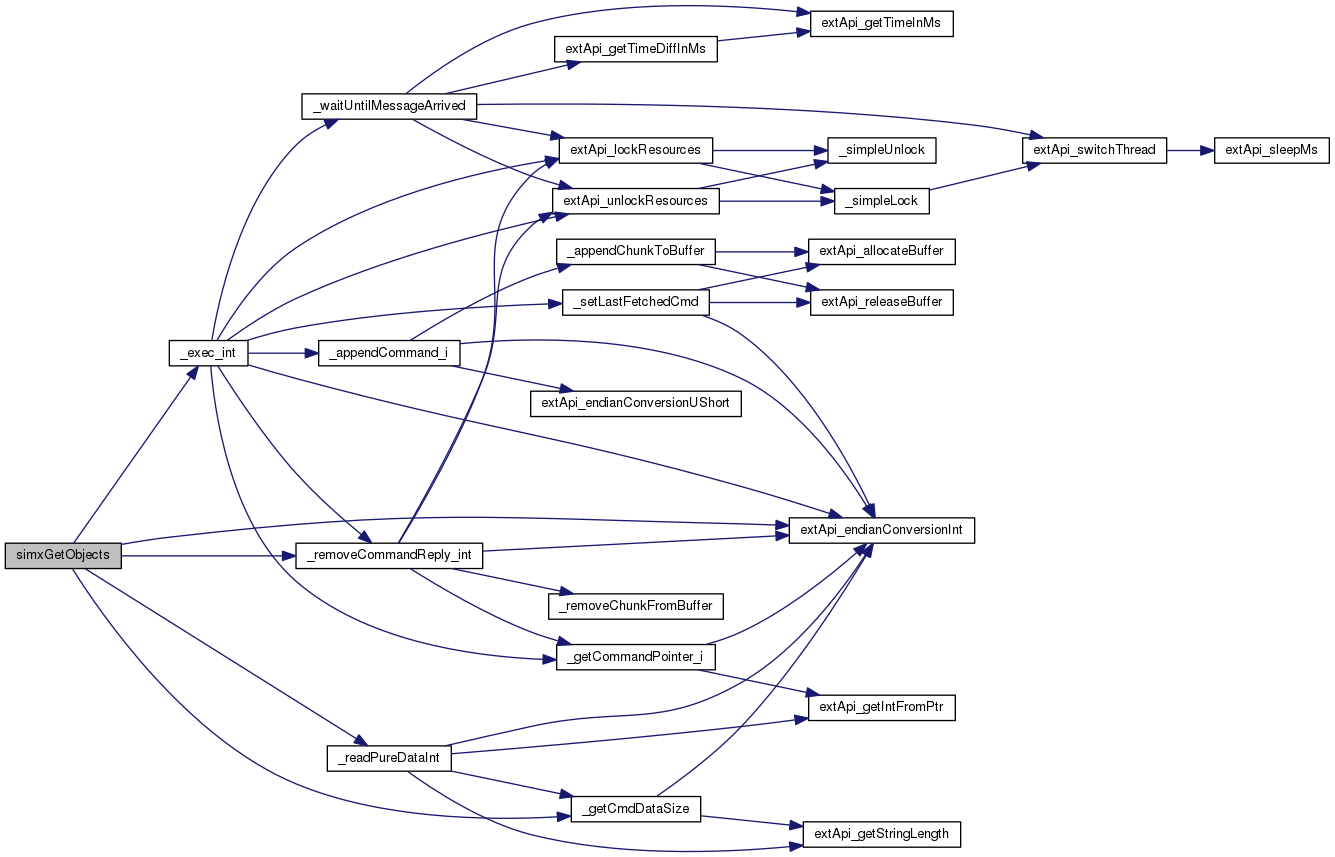 extApi_getTimeInMs
extApi_getTimeDiffInMs
_waitUntilMessageArrived
extApi_lockResources
_simpleUnlock
extApi_switchThread
extApi_sleepMs
extApi_unlockResources
_simpleLock
_appendChunkToBuffer
extApi_allocateBuffer
_setLastFetchedCmd
extApi_releaseBuffer
_exec_int
_appendCommand_i
extApi_endianConversionUShort
extApi_endianConversionInt
simxGetObjects
_removeCommandReply_int
_removeChunkFromBuffer
_getCommandPointer_i
extApi_getIntFromPtr
_readPureDataInt
_getCmdDataSize
extApi_getStringLength